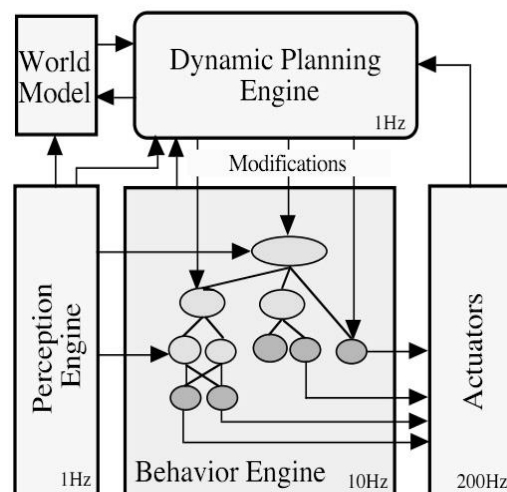 World
Model
Dynamic Planning
Engine
1Hz
Modifications
Perception
Engine
1Hz
Behavior Engine
10Hz
Actuators
200Hz